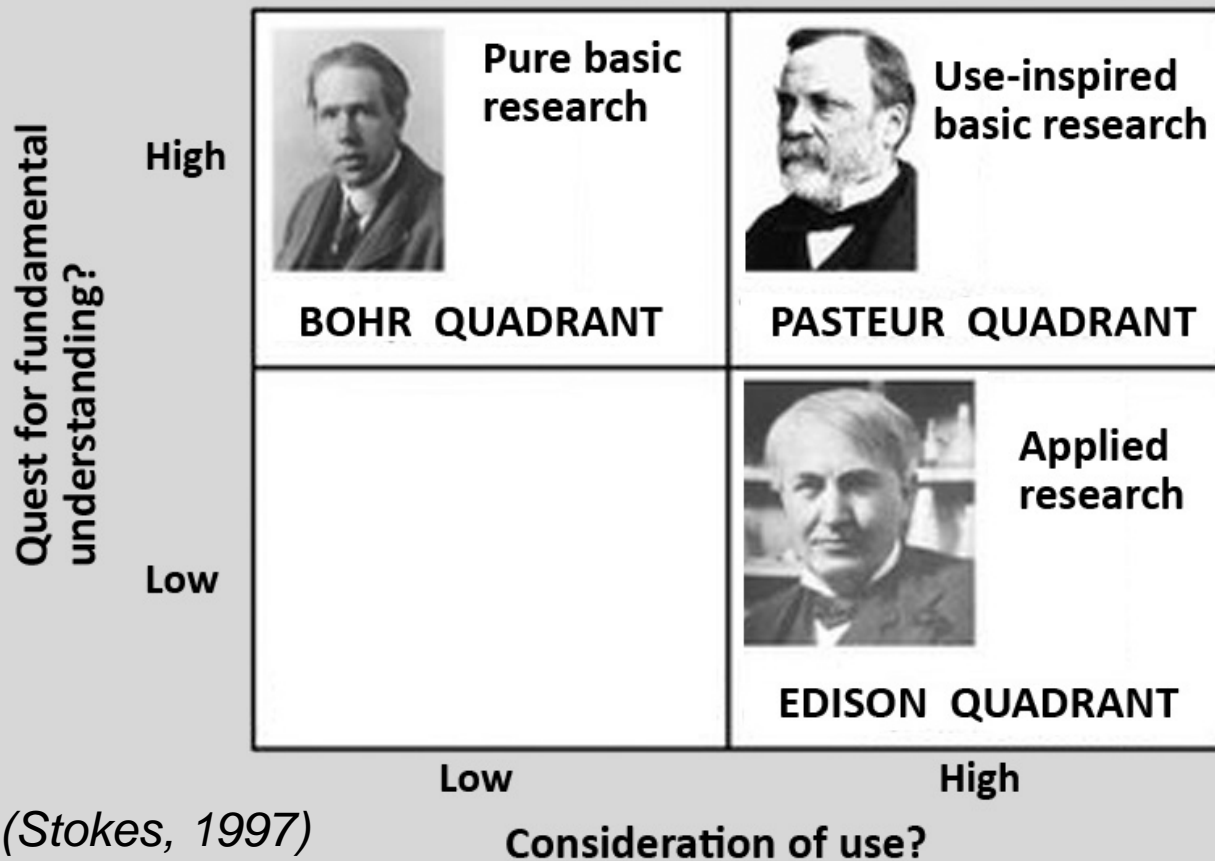 Quest for fundamental
understanding?
High
Low
Pure basic
research
BOHR QUADRANT
Use-inspired
basic research
PASTEUR QUADRANT
Applied
research
EDISON QUADRANT
Low
High
(Stokes, 1997)
Consideration of use?